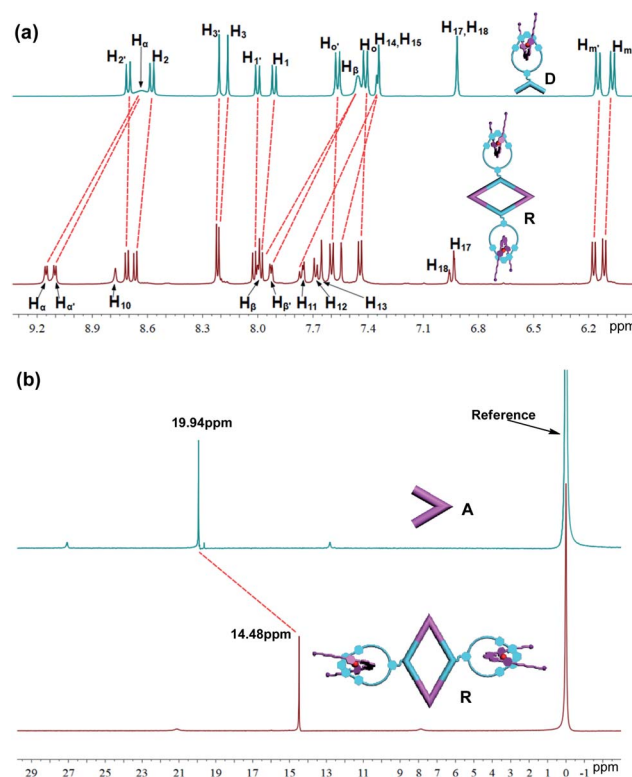 (a)
H2' Hα H2 H3' H3 H1' H1 Ho' Hβ Ho H14,H15 H17,H18 Hm' Hm
D
R
Hα Hα' H10 Hβ Hβ' H11 H12 H13 H18 H17
9.2 8.9 8.6 8.3 8.0 7.7 7.4 7.1 6.8 6.5 6.2 ppm
(b)
19.94ppm
Reference
A
14.48ppm
R
29 27 25 23 21 19 17 15 13 11 9 8 7 6 5 4 3 2 1 0 -1 ppm